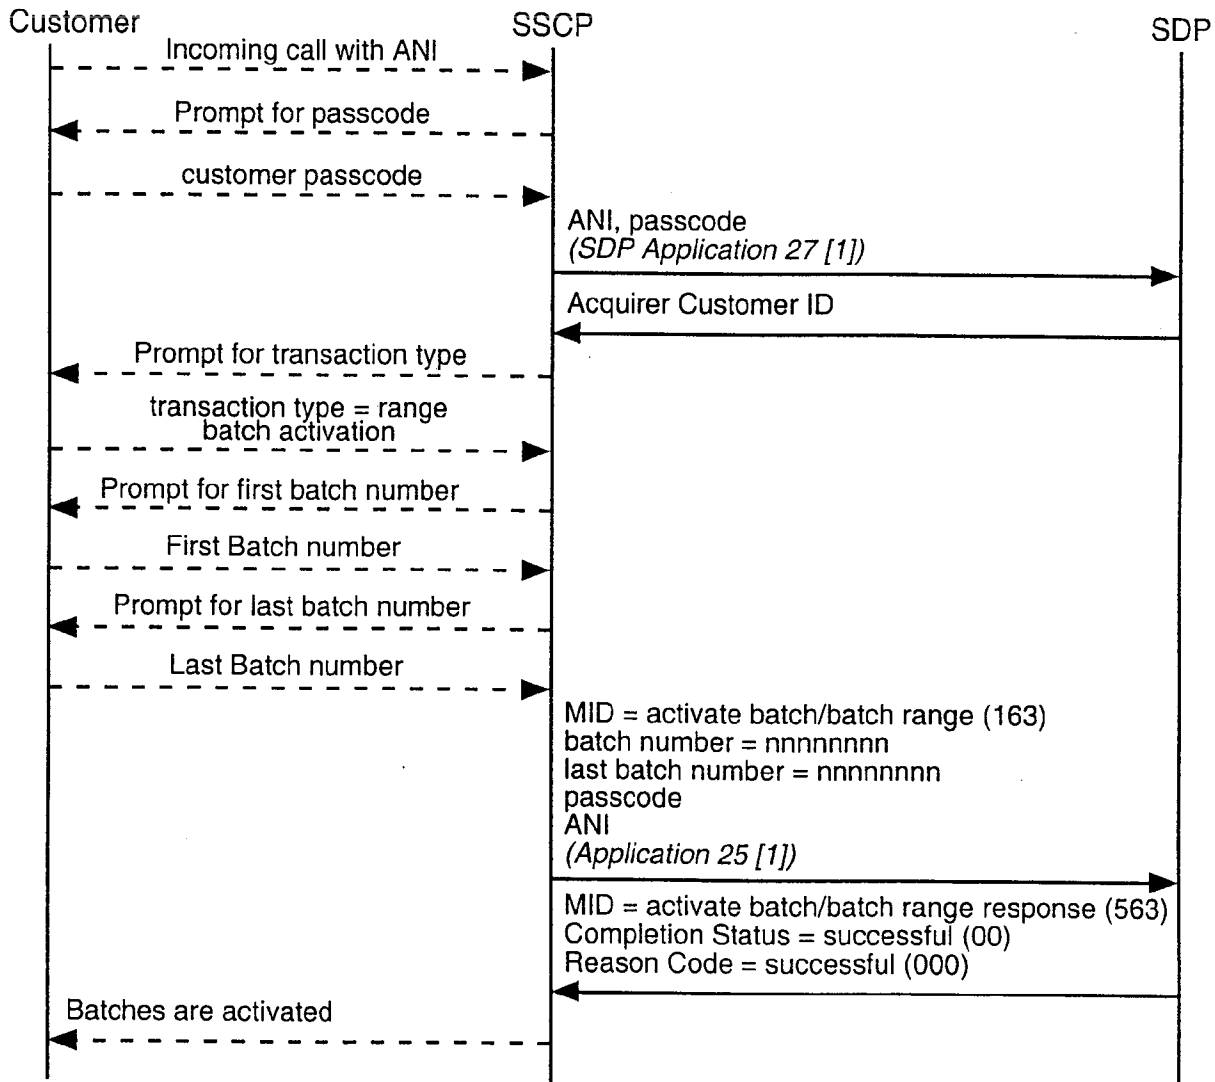 Customer
SSCP
SDP
Incoming call with ANI
Prompt for passcode
customer passcode
ANI, passcode
(SDP Application 27 [1])
Acquirer Customer ID
Prompt for transaction type
transaction type = range
batch activation
Prompt for first batch number
First Batch number
Prompt for last batch number
Last Batch number
MID = activate batch/batch range (163)
batch number = nnnnnnnn
last batch number = nnnnnnnn
passcode
ANI
(Application 25 [1])
MID = activate batch/batch range response (563)
Completion Status = successful (00)
Reason Code = successful (000)
Batches are activated